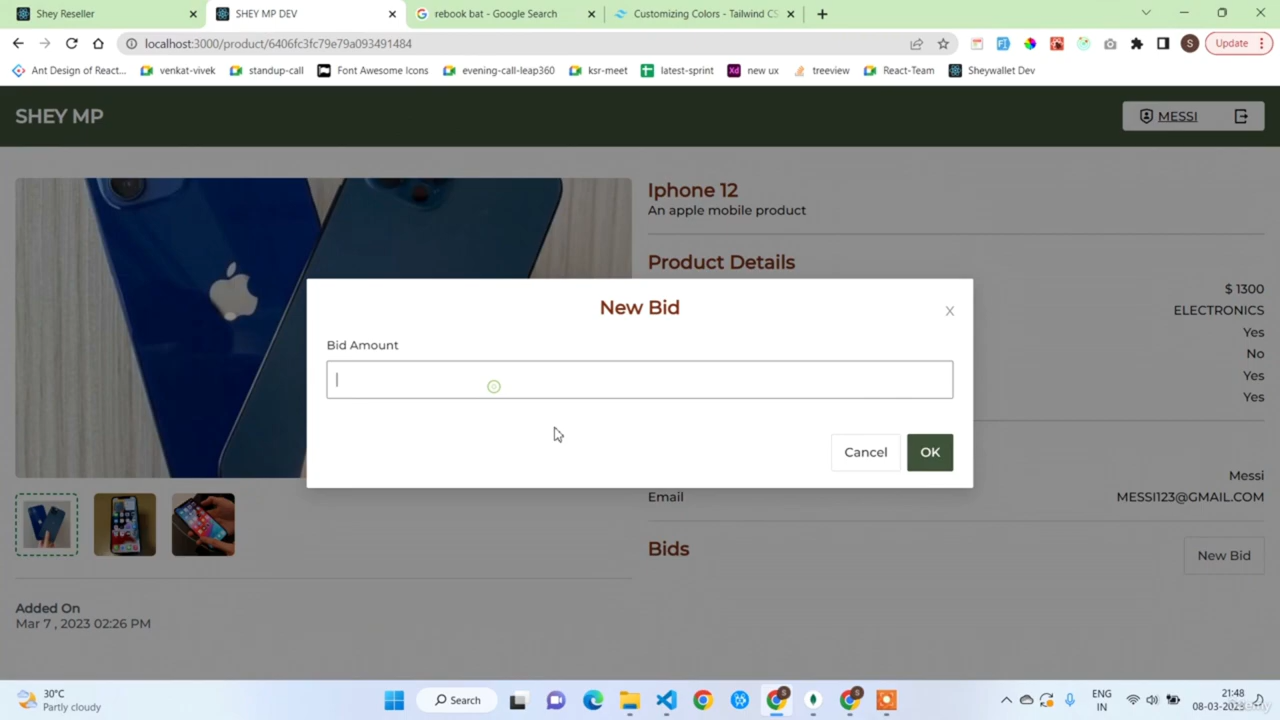 Shey Reseller
SHEY MP DEV
rebook bat - Google Search
Customizing Colors - Tailwind CS
localhost:3000/product/6406fc3fc79e79a093491484
S
Update
Ant Design of React...
venkat-vivek
standup-call
Font Awesome Icons
evening-call-leap360
ksr-meet
latest-sprint
Xd
new ux
treeview
React-Team
Sheywallet Dev
SHEY MP
MESSI
Iphone 12
An apple mobile product
Product Details
$ 1300
ELECTRONICS
Yes
No
Yes
Yes
New Bid
X
Bid Amount
Cancel
OK
Messi
Email
MESSI123@GMAIL.COM
Bids
New Bid
Added On
Mar 7 , 2023 02:26 PM
30°C
Partly cloudy
Search
ENG
IN
21:48
08-03-2023